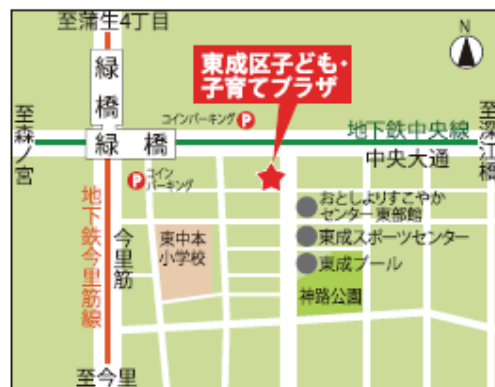 至蒲生4丁目
N
緑橋
東成区子ども・
子育てプラザ
コインパーキング P
至森ノ宮
緑橋
地下鉄中央線
中央大通
至深江橋
P コイン
パーキング
おとしよりすこやか
センター東部館
東成スポーツセンター
東成プール
神路公園
東中本
小学校
地下鉄今里筋線
今里筋
至今里